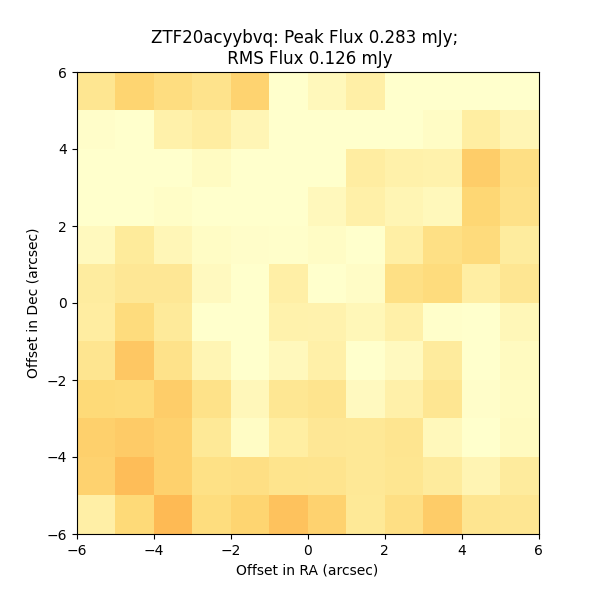 ZTF20acyybvq: Peak Flux 0.283 mJy;
RMS Flux 0.126 mJy
6
4
2
0
−2
−4
−6
Offset in Dec (arcsec)
−6 −4 −2 0 2 4 6
Offset in RA (arcsec)